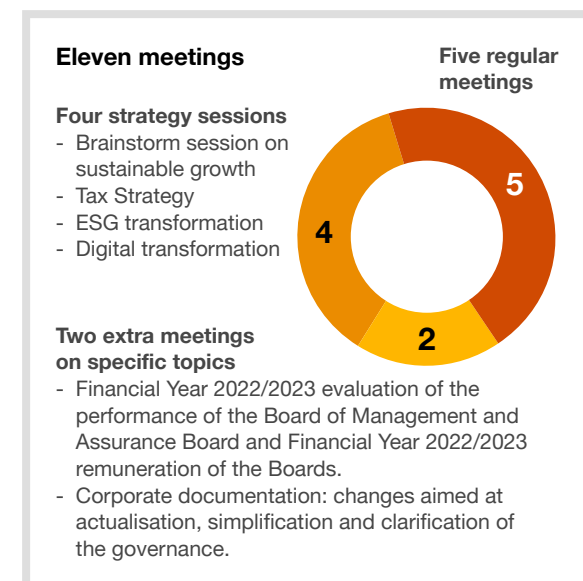 Eleven meetings
Five regular
meetings
Four strategy sessions
- Brainstorm session on
sustainable growth
- Tax Strategy
- ESG transformation
- Digital transformation
5
4
2
Two extra meetings
on specific topics
- Financial Year 2022/2023 evaluation of the
performance of the Board of Management and
Assurance Board and Financial Year 2022/2023
remuneration of the Boards.
- Corporate documentation: changes aimed at
actualisation, simplification and clarification of
the governance.